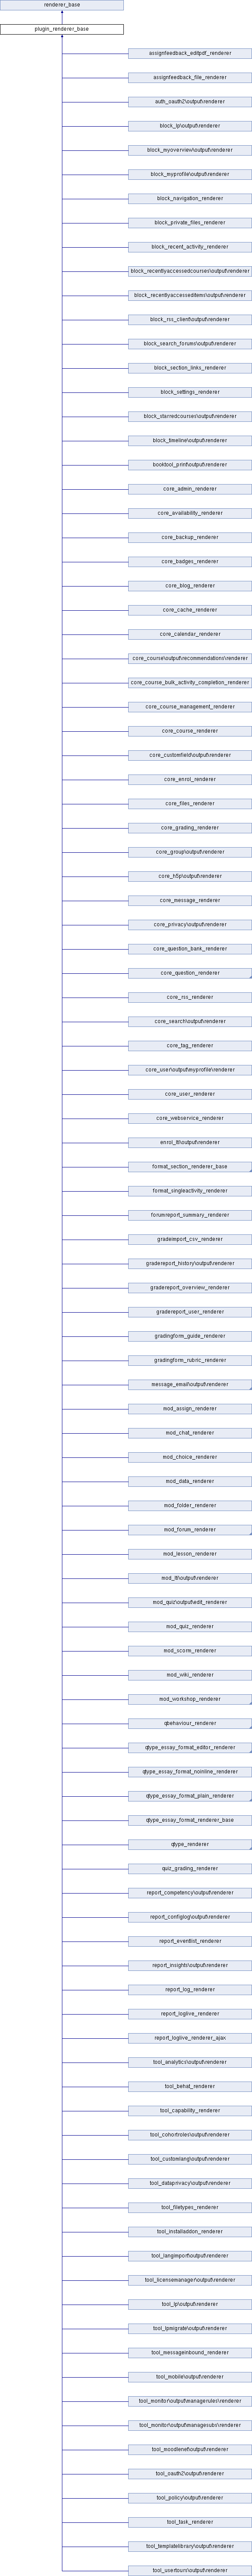 renderer_base
plugin_renderer_base
assignfeedback_editpdf_renderer
assignfeedback_file_renderer
auth_oauth2\output\renderer
block_lp\output\renderer
block_myoverview\output\renderer
block_myprofile\output\renderer
block_navigation_renderer
block_private_files_renderer
block_recent_activity_renderer
block_recentlyaccessedcourses\output\renderer
block_recentlyaccesseditems\output\renderer
block_rss_client\output\renderer
block_search_forums\output\renderer
block_section_links_renderer
block_settings_renderer
block_starredcourses\output\renderer
block_timeline\output\renderer
booktool_print\output\renderer
core_admin_renderer
core_availability_renderer
core_backup_renderer
core_badges_renderer
core_blog_renderer
core_cache_renderer
core_calendar_renderer
core_course\output\recommendations\renderer
core_course_bulk_activity_completion_renderer
core_course_management_renderer
core_course_renderer
core_customfield\output\renderer
core_enrol_renderer
core_files_renderer
core_grading_renderer
core_group\output\renderer
core_h5p\output\renderer
core_message_renderer
core_privacy\output\renderer
core_question_bank_renderer
core_question_renderer
core_rss_renderer
core_search\output\renderer
core_tag_renderer
core_user\output\myprofile\renderer
core_user_renderer
core_webservice_renderer
enrol_lti\output\renderer
format_section_renderer_base
format_singleactivity_renderer
forumreport_summary_renderer
gradeimport_csv_renderer
gradereport_history\output\renderer
gradereport_overview_renderer
gradereport_user_renderer
gradingform_guide_renderer
gradingform_rubric_renderer
message_email\output\renderer
mod_assign_renderer
mod_chat_renderer
mod_choice_renderer
mod_data_renderer
mod_folder_renderer
mod_forum_renderer
mod_lesson_renderer
mod_lti\output\renderer
mod_quiz\output\edit_renderer
mod_quiz_renderer
mod_scorm_renderer
mod_wiki_renderer
mod_workshop_renderer
qbehaviour_renderer
qtype_essay_format_editor_renderer
qtype_essay_format_noinline_renderer
qtype_essay_format_plain_renderer
qtype_essay_format_renderer_base
qtype_renderer
quiz_grading_renderer
report_competency\output\renderer
report_configlog\output\renderer
report_eventlist_renderer
report_insights\output\renderer
report_log_renderer
report_loglive_renderer
report_loglive_renderer_ajax
tool_analytics\output\renderer
tool_behat_renderer
tool_capability_renderer
tool_cohortroles\output\renderer
tool_customlang\output\renderer
tool_dataprivacy\output\renderer
tool_filetypes_renderer
tool_installaddon_renderer
tool_langimport\output\renderer
tool_licensemanager\output\renderer
tool_lp\output\renderer
tool_lpmigrate\output\renderer
tool_messageinbound_renderer
tool_mobile\output\renderer
tool_monitor\output\managerules\renderer
tool_monitor\output\managesubs\renderer
tool_moodlenet\output\renderer
tool_oauth2\output\renderer
tool_policy\output\renderer
tool_task_renderer
tool_templatelibrary\output\renderer
tool_usertours\output\renderer